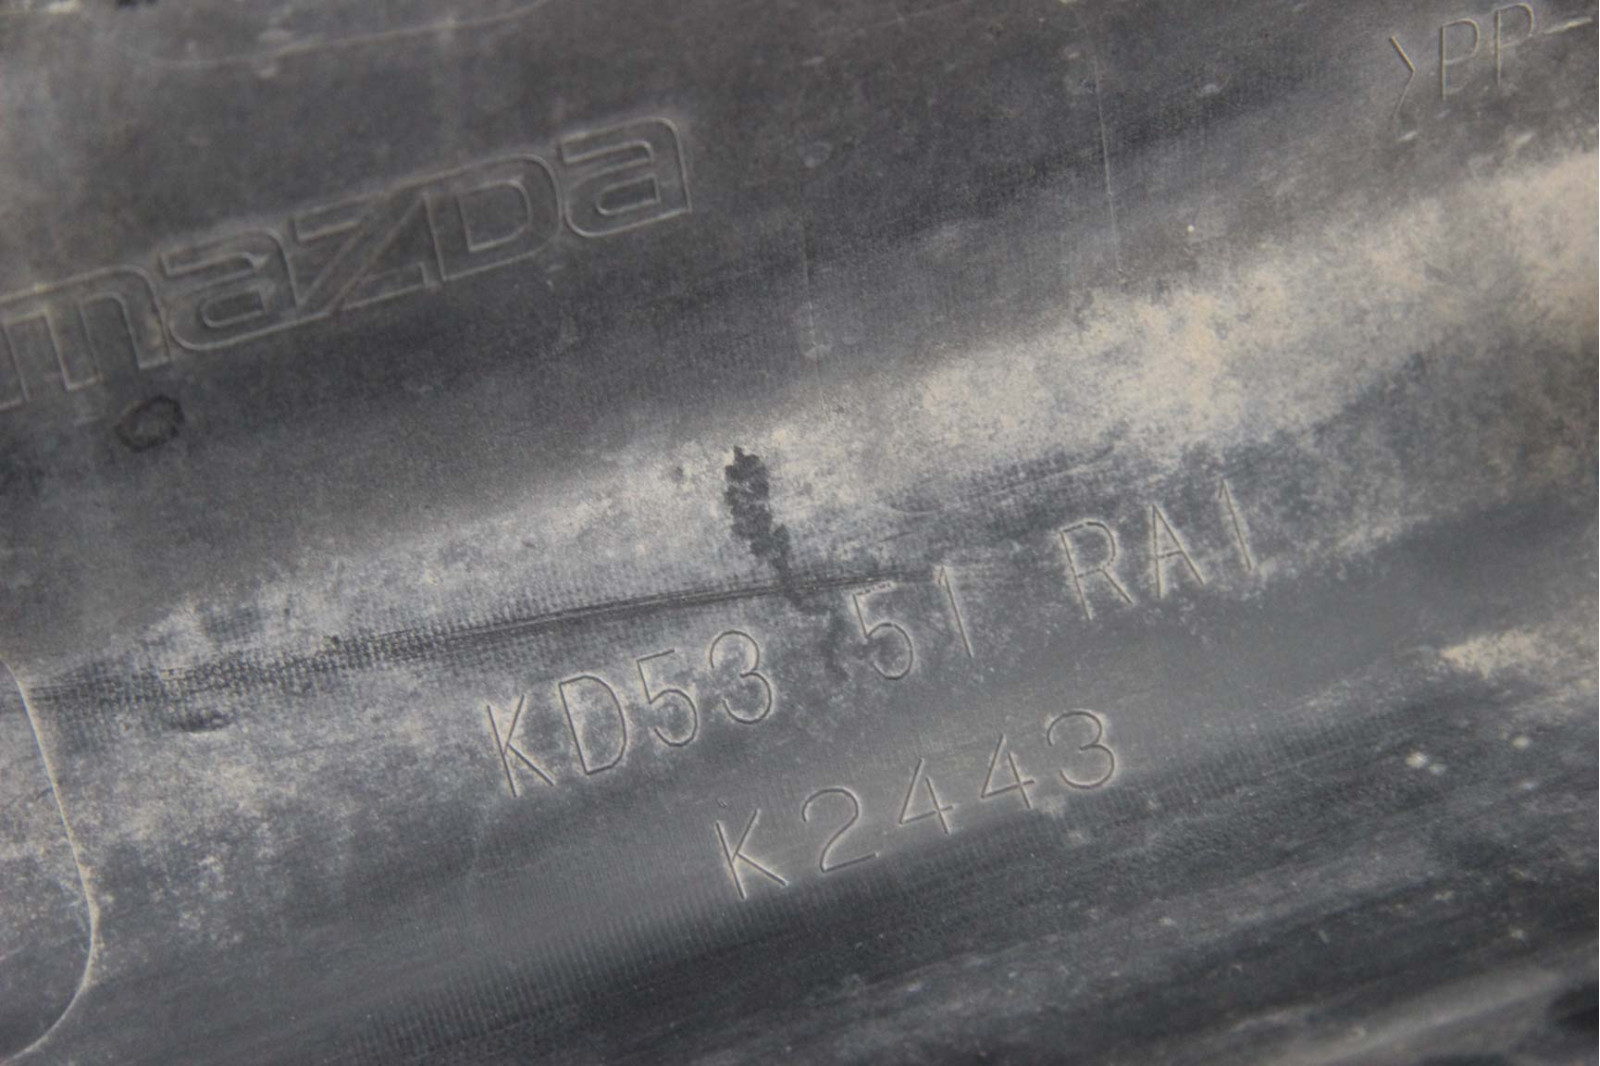 mazda
>PP-
KD53 51 RA1
K2443